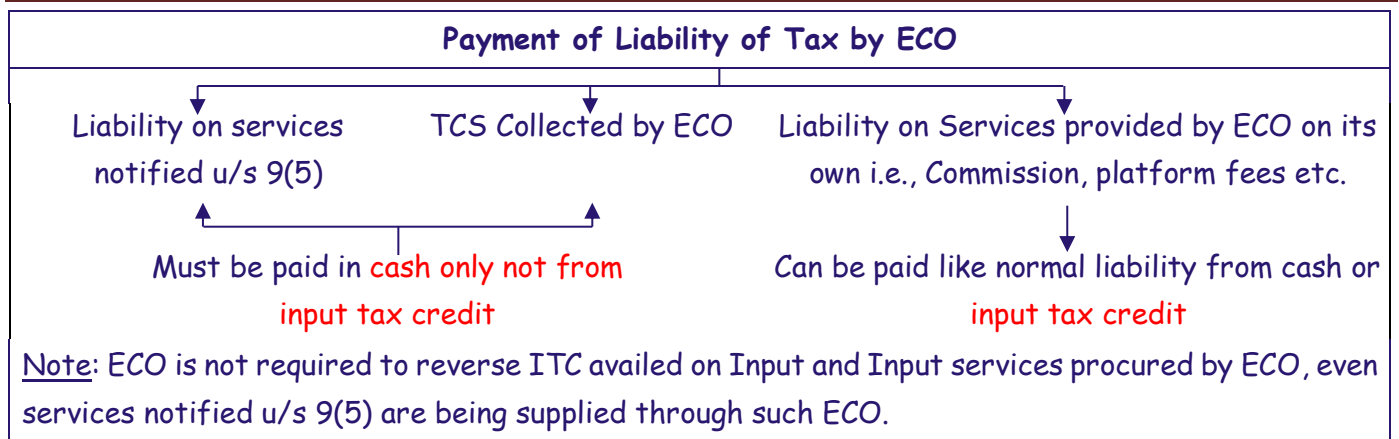 Payment of Liability of Tax by ECO
Liability on services
notified u/s 9(5)
TCS Collected by ECO
Liability on Services provided by ECO on its
own i.e., Commission, platform fees etc.
Must be paid in cash only not from
input tax credit
Can be paid like normal liability from cash or
input tax credit
Note: ECO is not required to reverse ITC availed on Input and Input services procured by ECO, even
services notified u/s 9(5) are being supplied through such ECO.